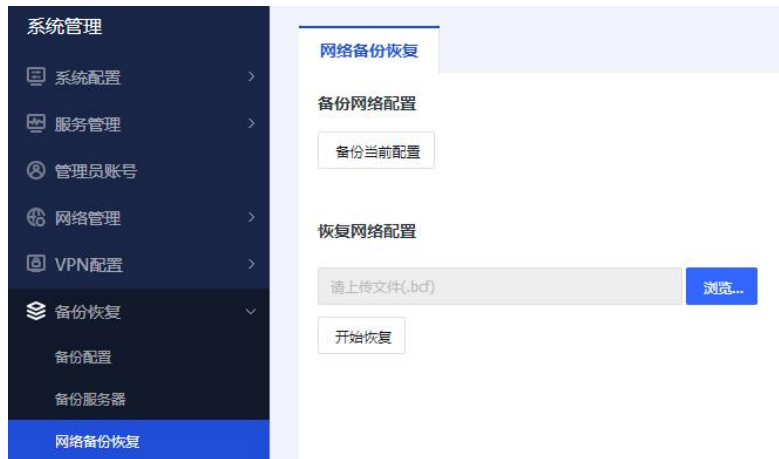 系统管理
系统配置
服务管理
管理员账号
网络管理
VPN配置
备份恢复
备份配置
备份服务器
网络备份恢复
网络备份恢复
备份网络配置
备份当前配置
恢复网络配置
请上传文件(.bcf)
浏览...
开始恢复